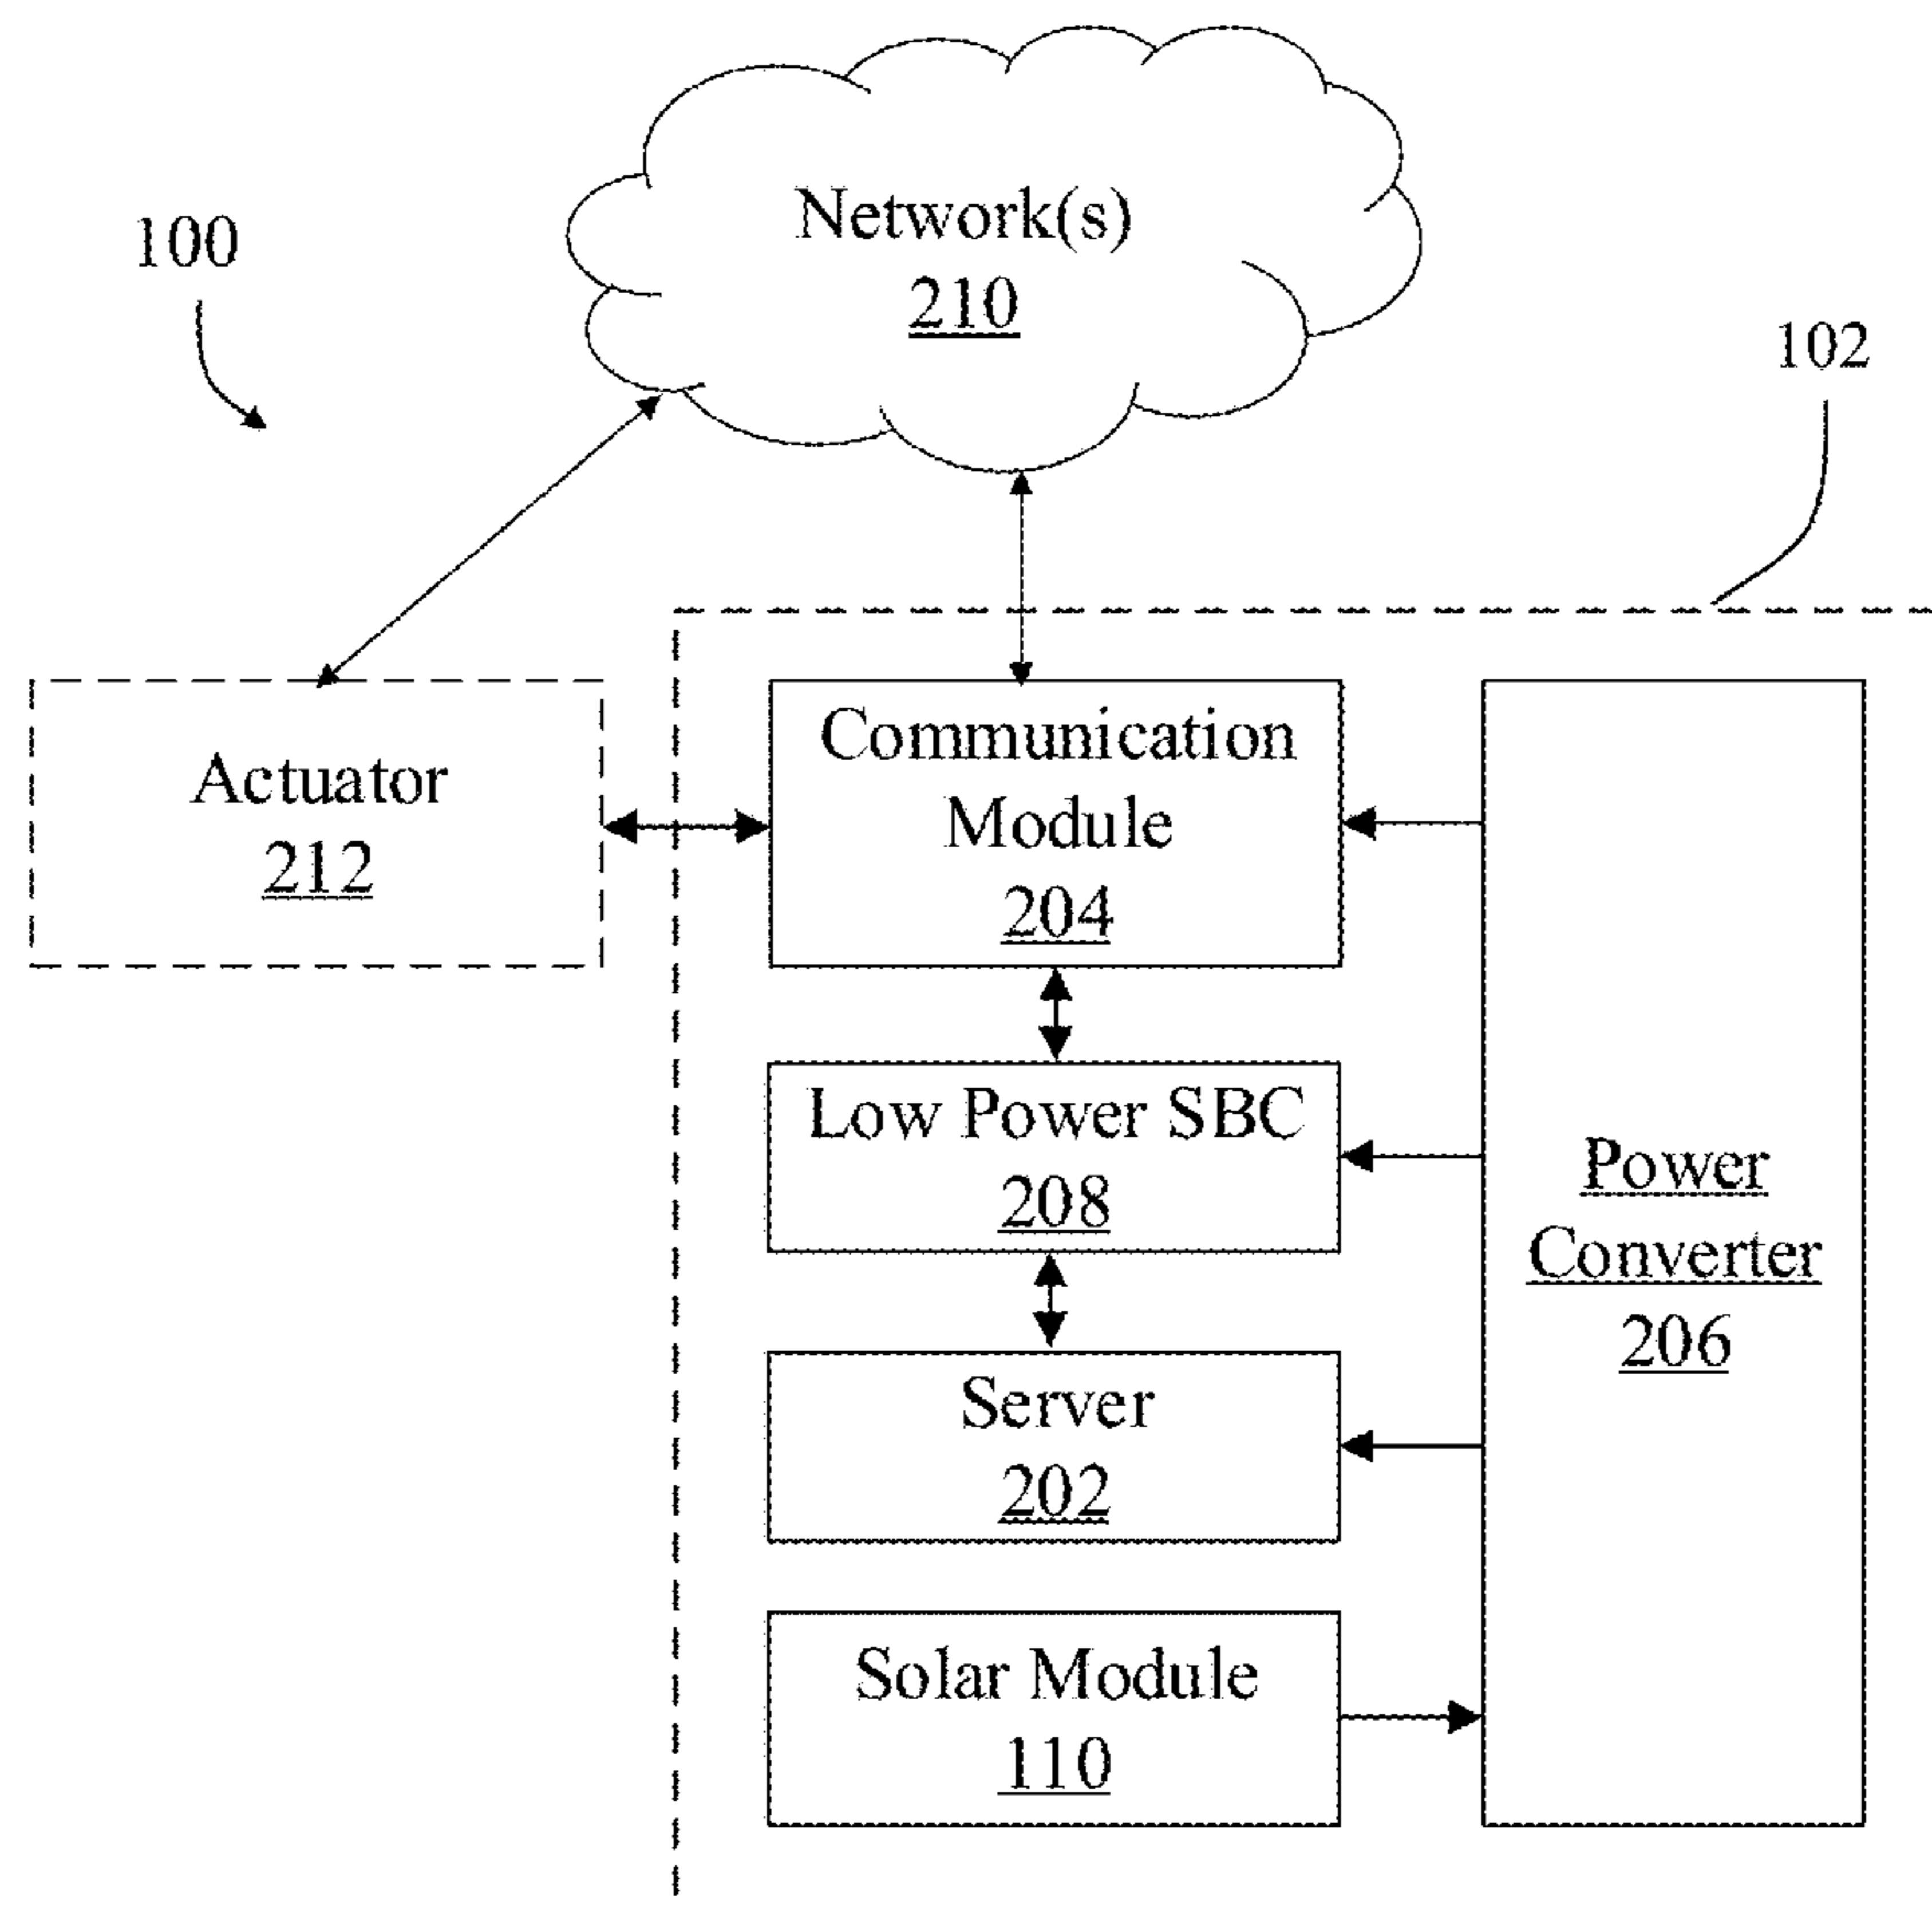 Network(s)
210
100
102
Actuator
212
Communication
Module
204
Low Power SBC
208
Power
Converter
206
Server
202
Solar Module
110